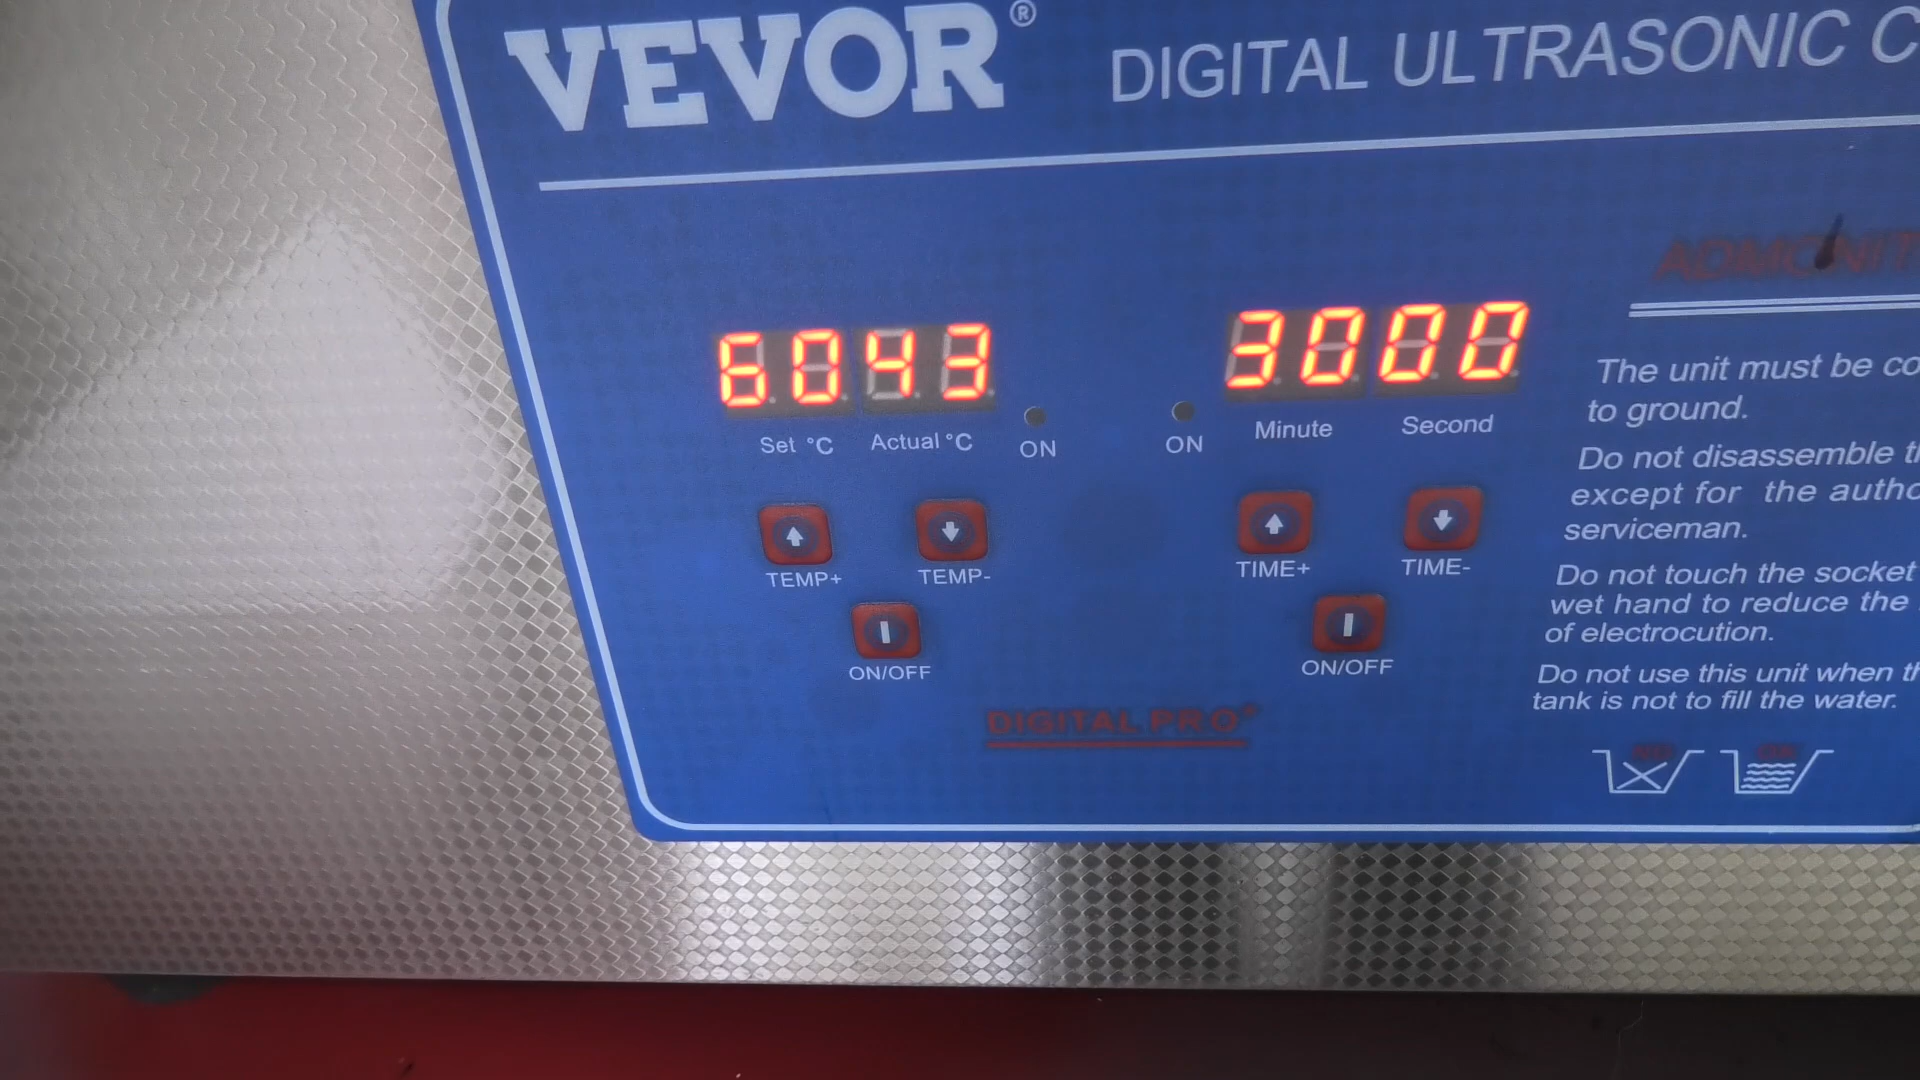 VEVOR®
DIGITAL ULTRASONIC C
6043
3000
Set °C
Actual °C
ON
ON
Minute
Second
TEMP+
TEMP-
TIME+
TIME-
ON/OFF
ON/OFF
DIGITAL PRO
ADMONIT
The unit must be co
to ground.
Do not disassemble th
except for the autho
serviceman.
Do not touch the socket
wet hand to reduce the
of electrocution.
Do not use this unit when th
tank is not to fill the water.